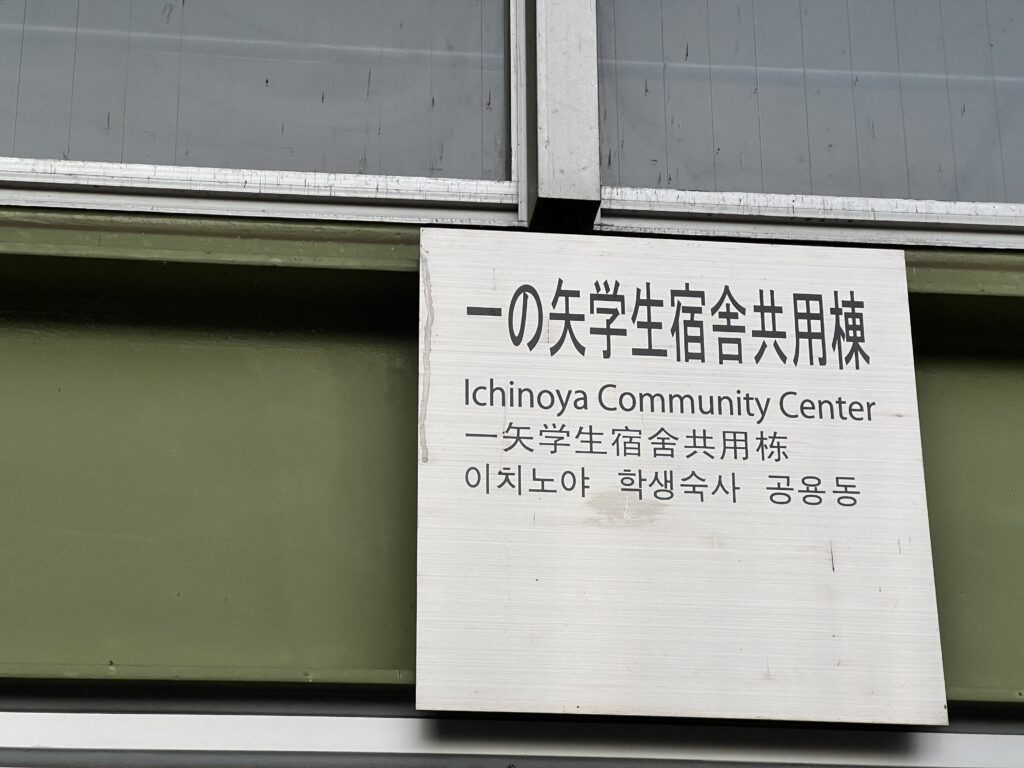 一の矢学生宿舎共用棟
Ichinoya Community Center
一矢学生宿舍共用栋
이치노야 학생숙사 공용동